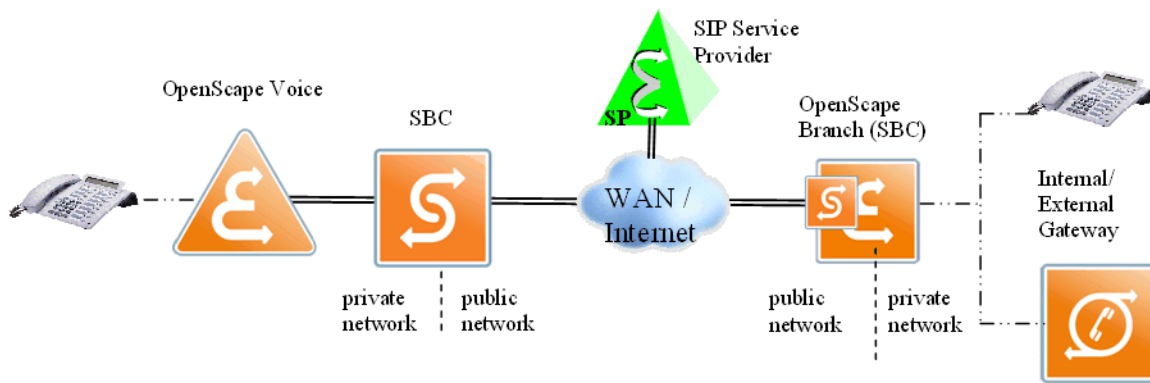 SIP Service
Provider
OpenScape Voice
SBC
SP
OpenScape
Branch (SBC)
WAN /
Internet
Internal/
External
Gateway
private
network
public
network
public
network
private
network